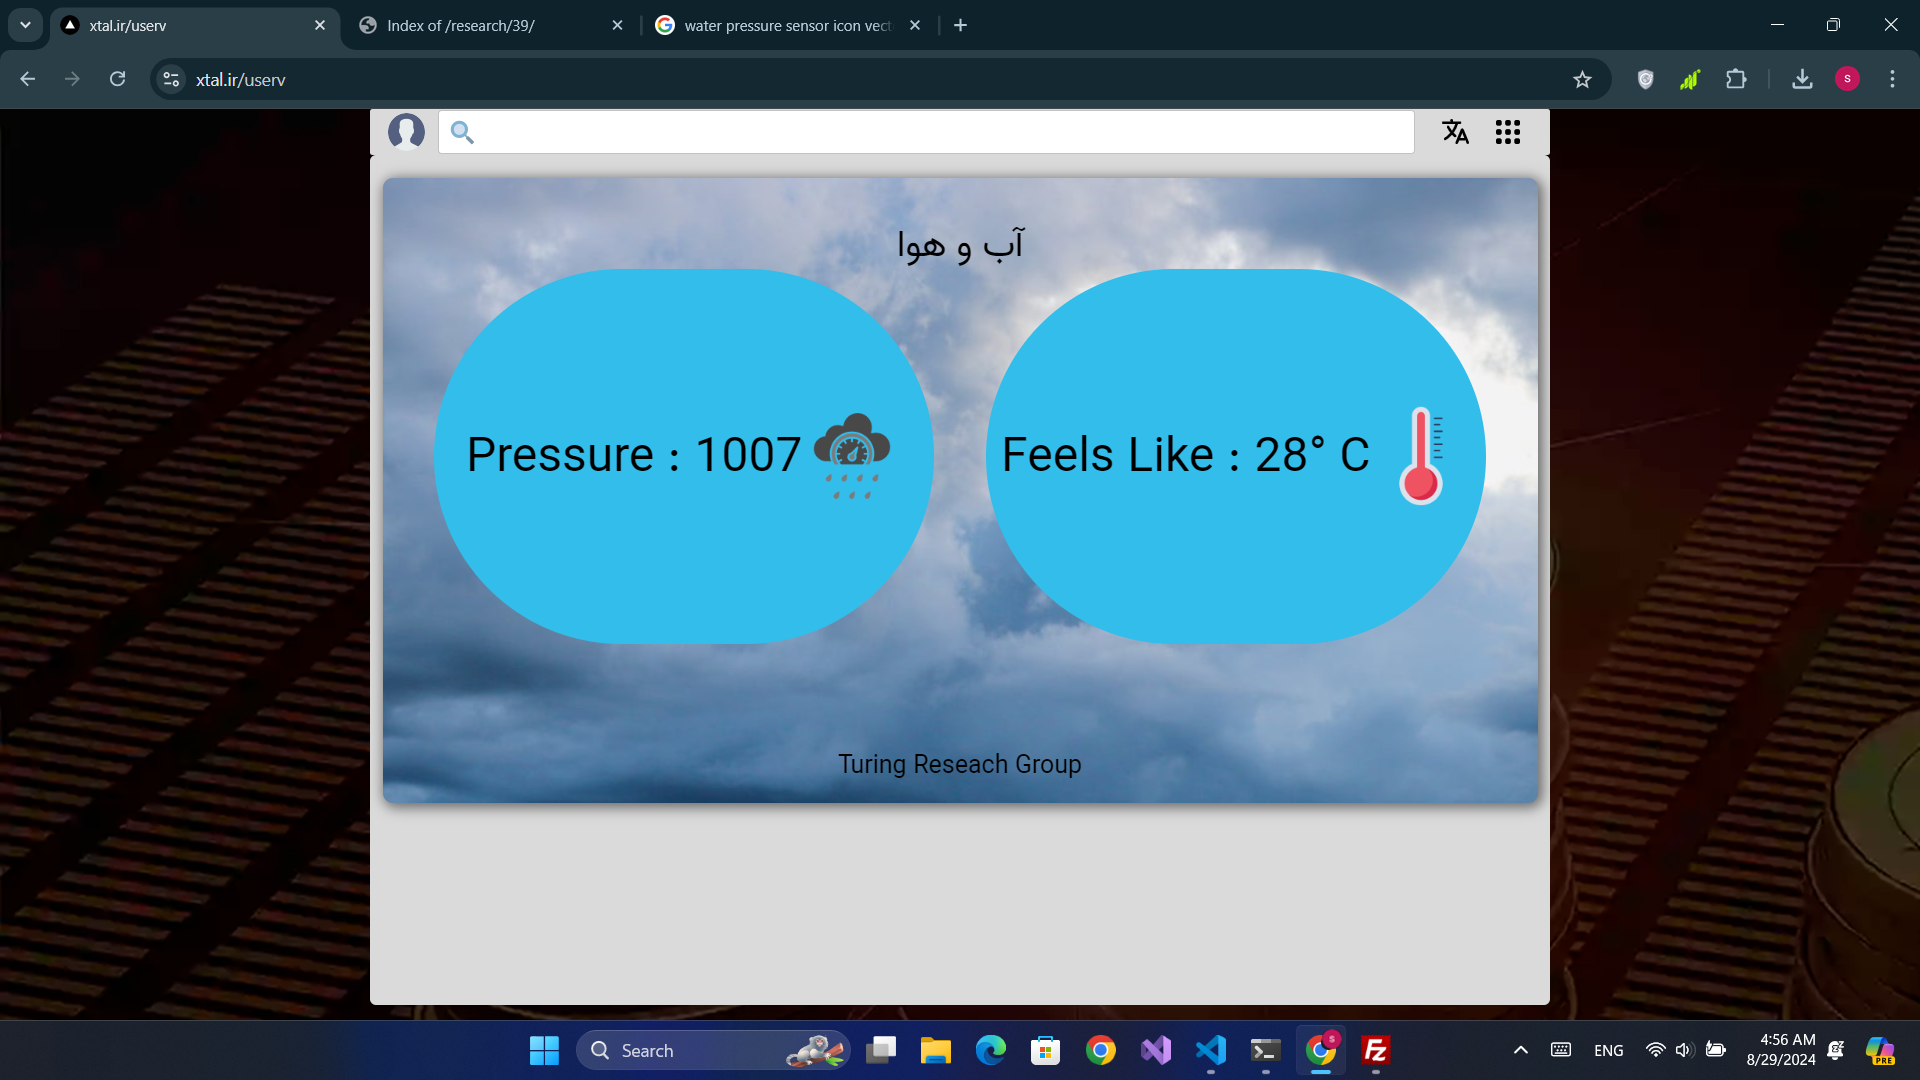 xtal.ir/userv
Index of /research/39/
water pressure sensor icon vect
xtal.ir/userv
S
آب و هوا
Pressure : 1007
Feels Like : 28° C
Turing Reseach Group
Search
S
ENG
4:56 AM
8/29/2024
PRE